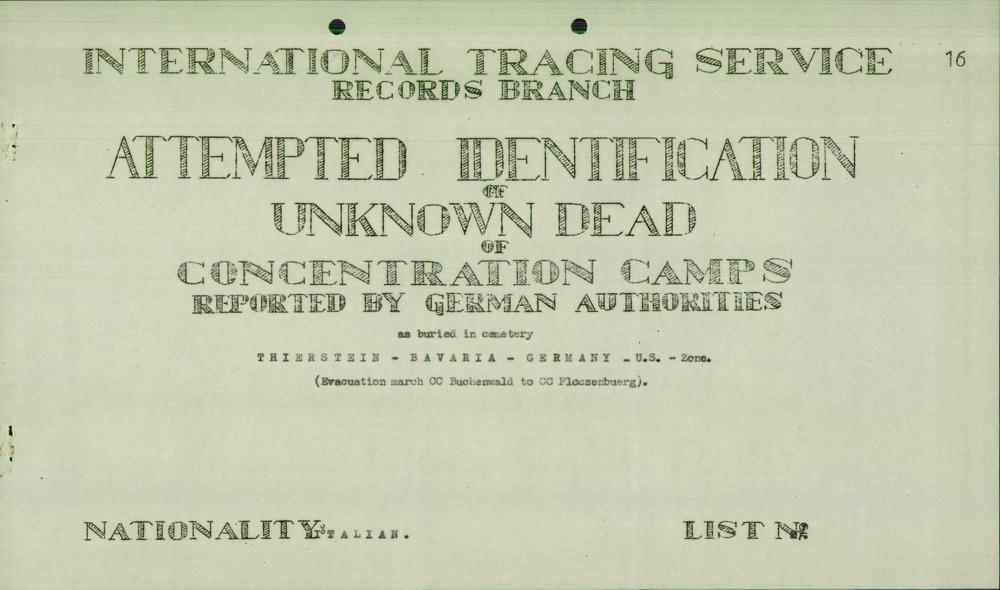 INTERNATIONAL TRACING SERVICE 16
RECORDS BRANCH
ATTEMPTED IDENTIFICATION
OF
UNKNOWN DEAD
OF
CONCENTRATION CAMPS
REPORTED BY GERMAN AUTHORITIES
as buried in cemetery
THIERSTEIN - BAVARIA - GERMANY - U.S. - Zone.
(Evacuation march CC Buchenwald to CC Flossenbuerg).
NATIONALITY: ITALIAN. LIST